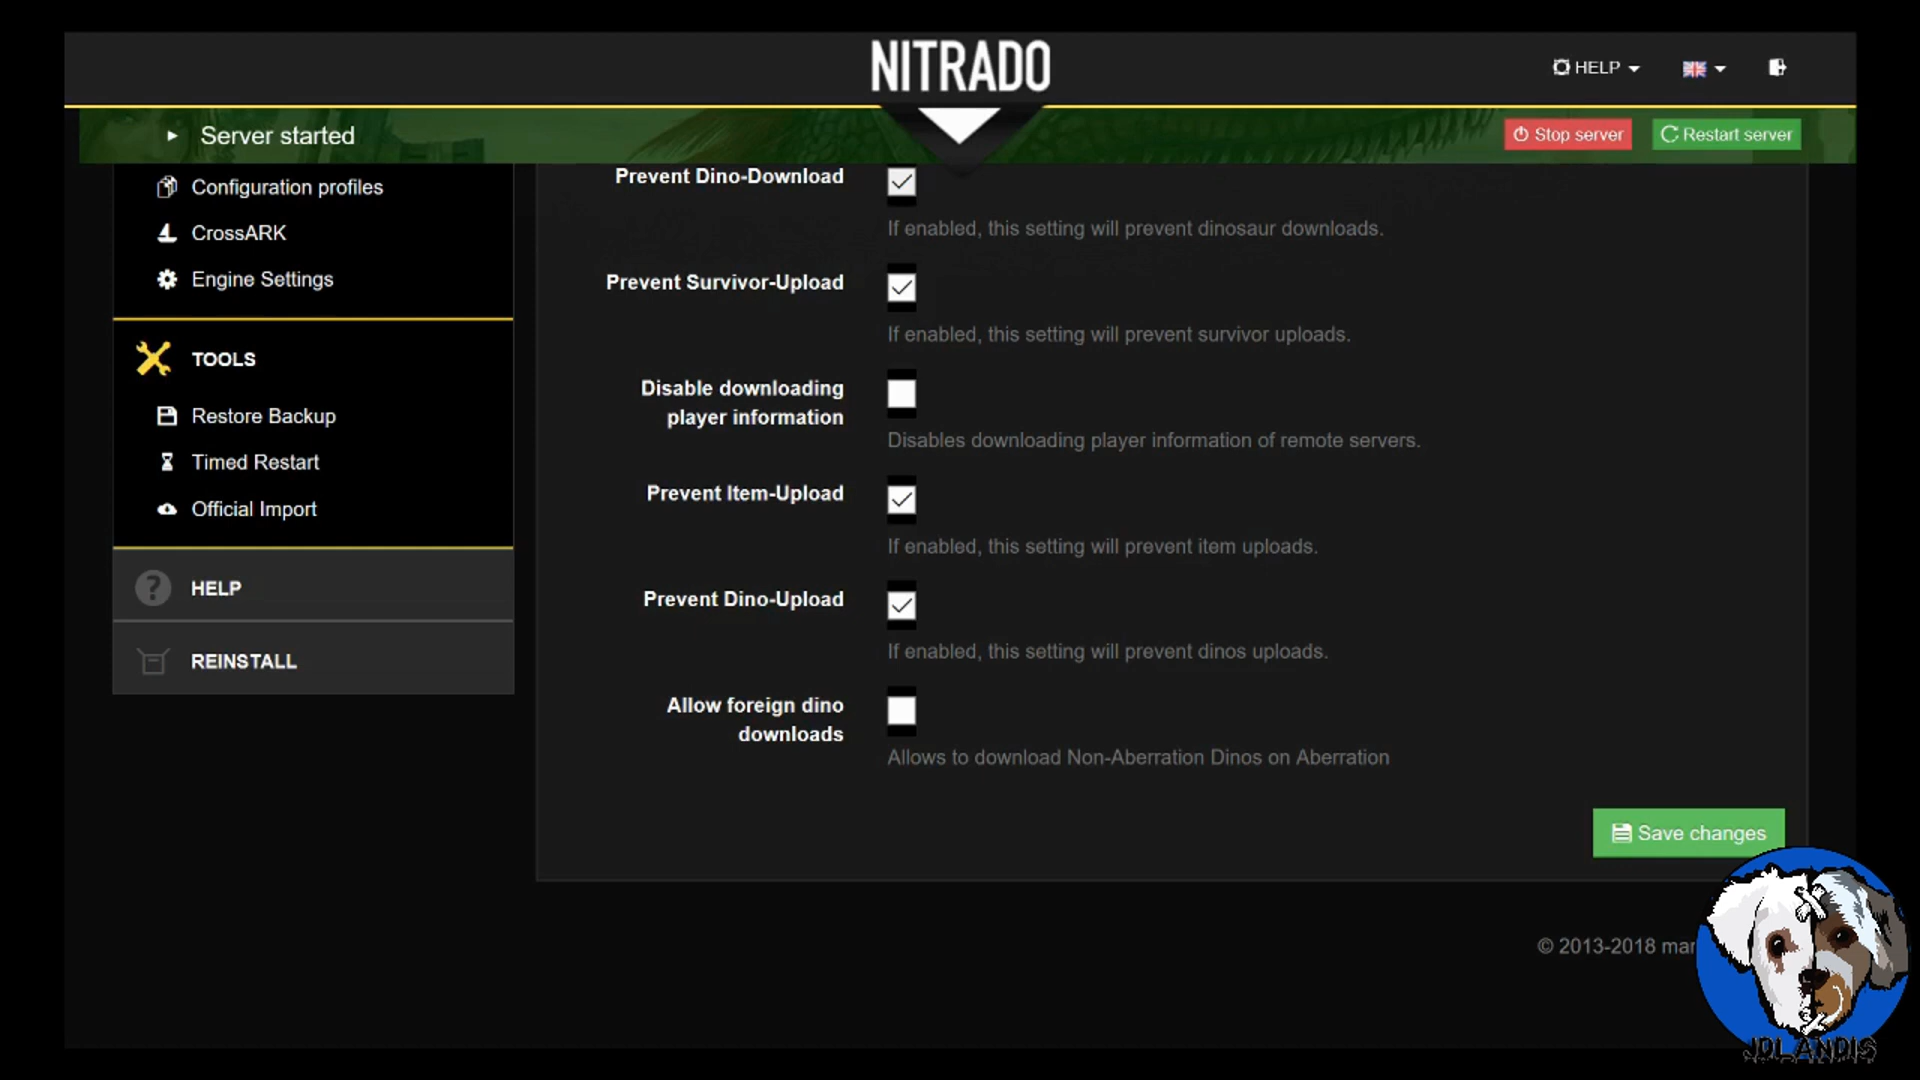 NITRADO
HELP
Server started
Stop server
Restart server
Configuration profiles
CrossARK
Engine Settings
TOOLS
Restore Backup
Timed Restart
Official Import
HELP
REINSTALL
Prevent Dino-Download
If enabled, this setting will prevent dinosaur downloads.
Prevent Survivor-Upload
If enabled, this setting will prevent survivor uploads.
Disable downloading
player information
Disables downloading player information of remote servers.
Prevent Item-Upload
If enabled, this setting will prevent item uploads.
Prevent Dino-Upload
If enabled, this setting will prevent dinos uploads.
Allow foreign dino
downloads
Allows to download Non-Aberration Dinos on Aberration
Save changes
© 2013-2018
JDLANDIS